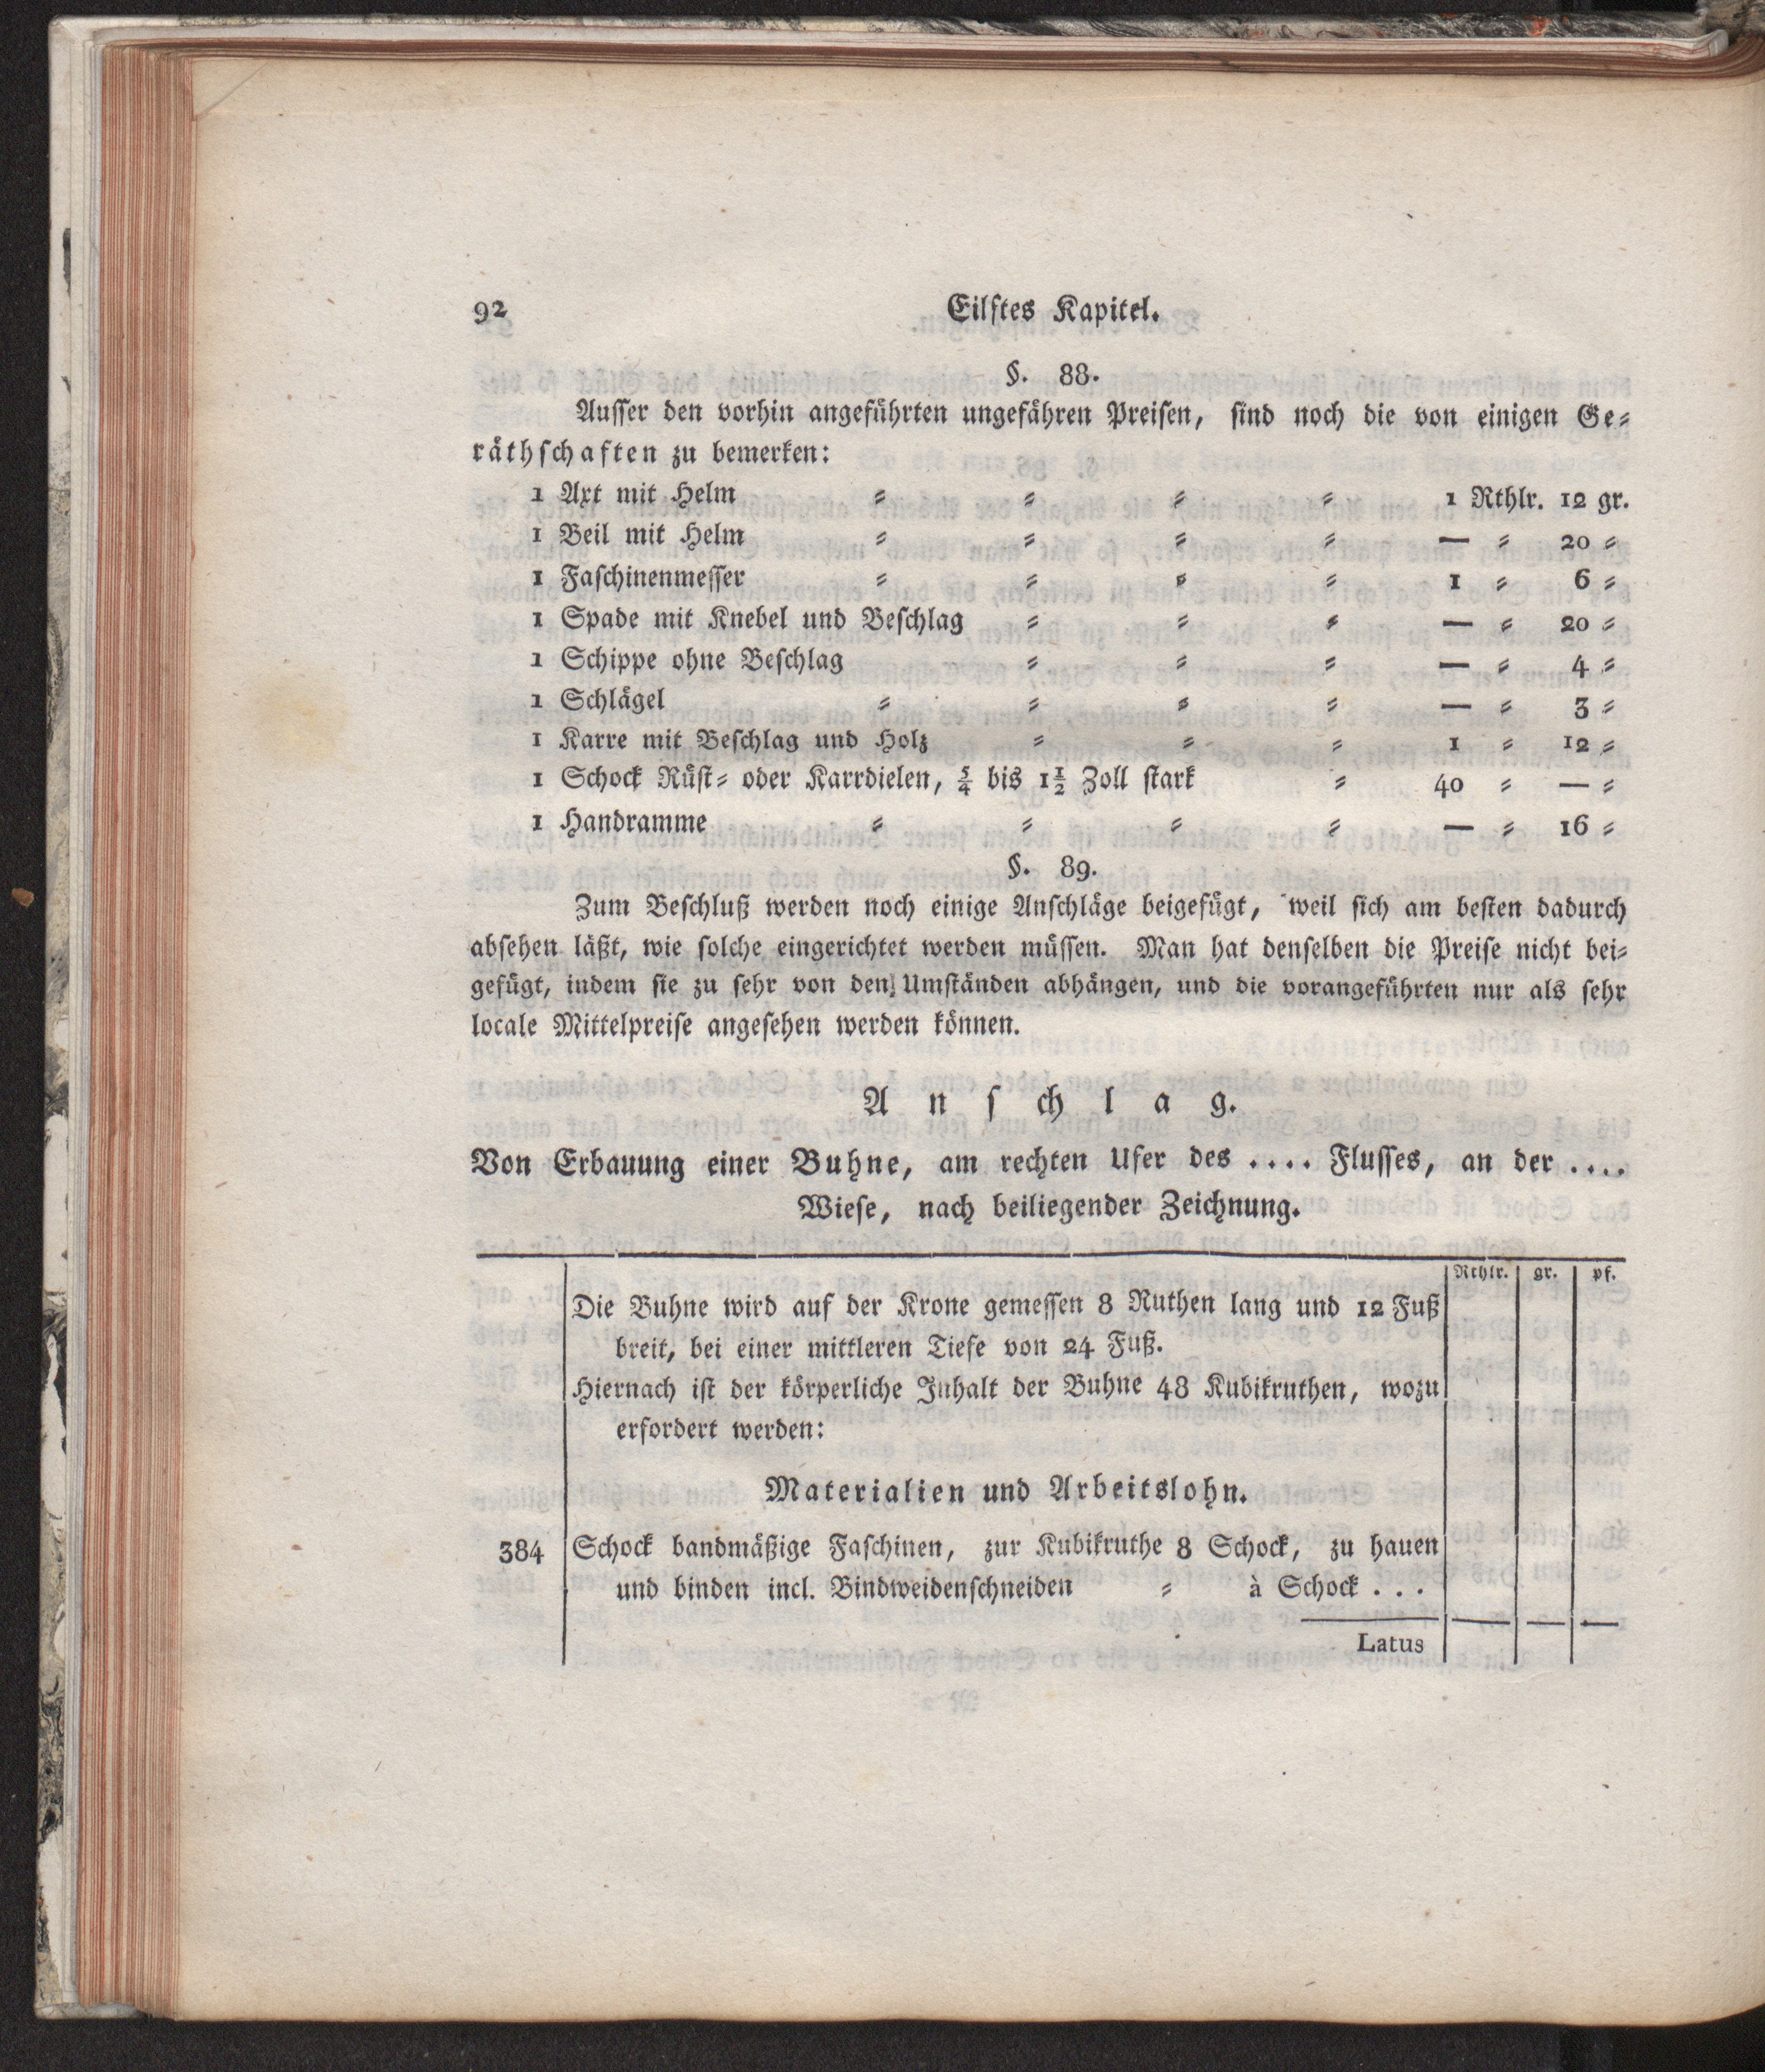 92 Eilftes Kapitel.
§. 88.
Auſſer den vorhin angeführten ungefähren Preiſen, ſind noch die von einigen Ge⸗
räthſchaften zu bemerken:
1 Axt mit Helm ⸗ ⸗ ⸗ ⸗ 1 Rthlr. 12 gr.
1 Beil mit Helm ⸗ ⸗ ⸗ ⸗ — ⸗ 20 ⸗
1 Faſchinenmeſſer ⸗ ⸗ ⸗ ⸗ 1 ⸗ 6 ⸗
1 Spade mit Knebel und Beſchlag ⸗ ⸗ ⸗ — ⸗ 20 ⸗
1 Schippe ohne Beſchlag ⸗ ⸗ ⸗ — ⸗ 4 ⸗
1 Schlägel ⸗ ⸗ ⸗ ⸗ — ⸗ 3 ⸗
1 Karre mit Beſchlag und Holz ⸗ ⸗ ⸗ 1 ⸗ 12 ⸗
1 Schock Rüſt⸗ oder Karrdielen, 5/4 bis 1 1/2 Zoll ſtark ⸗ 40 ⸗ — ⸗
1 Handramme ⸗ ⸗ ⸗ ⸗ — ⸗ 16 ⸗
§. 89.
Zum Beſchluß werden noch einige Anſchläge beigefügt, weil ſich am beſten dadurch
abſehen läßt, wie ſolche eingerichtet werden müſſen. Man hat denſelben die Preiſe nicht bei⸗
gefügt, indem ſie zu ſehr von den Umſtänden abhängen, und die vorangeführten nur als ſehr
locale Mittelpreiſe angeſehen werden können.
Anſchlag.
Von Erbauung einer Buhne, am rechten Ufer des .... Fluſſes, an der ....
Wieſe, nach beiliegender Zeichnung.
Rthlr. gr. pf.
Die Buhne wird auf der Krone gemeſſen 8 Ruthen lang und 12 Fuß
breit, bei einer mittleren Tiefe von 24 Fuß.
Hiernach iſt der körperliche Inhalt der Buhne 48 Kubikruthen, wozu
erfordert werden:
Materialien und Arbeitslohn.
384 Schock bandmäßige Faſchinen, zur Kubikruthe 8 Schock, zu hauen
und binden incl. Bindweidenſchneiden ⸗ à Schock ...
Latus